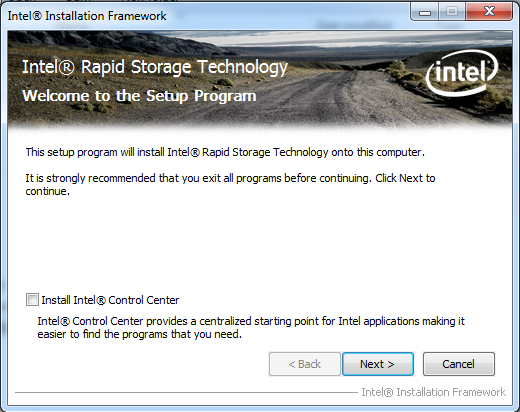 Intel® Installation Framework
Intel® Rapid Storage Technology
Welcome to the Setup Program
intel
This setup program will install Intel® Rapid Storage Technology onto this computer.
It is strongly recommended that you exit all programs before continuing. Click Next to
continue.
Install Intel® Control Center
Intel® Control Center provides a centralized starting point for Intel applications making it
easier to find the programs that you need.
< Back Next > Cancel
Intel® Installation Framework